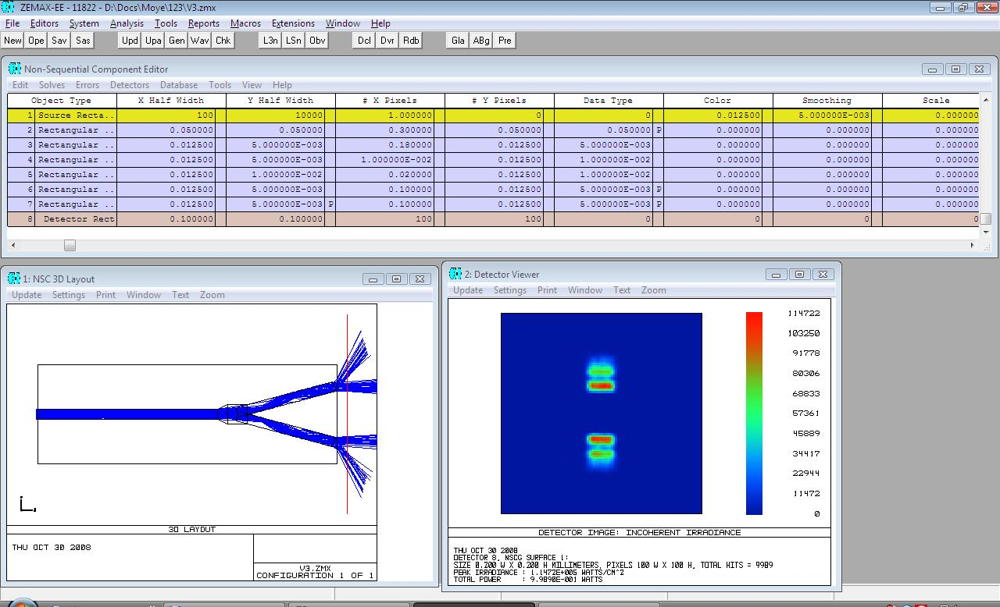 ZEMAX-EE - 11822 - D:\Docs\Moye\123\V3.zmx
File Editors System Analysis Tools Reports Macros Extensions Window Help
New Ope Sav Sas Upd Upa Gen Wav Chk L3n LSn Obv Dcl Dvr Rdb Gla ABg Pre
Non-Sequential Component Editor
Edit Solves Errors Detectors Database Tools View Help
Object Type X Half Width Y Half Width # X Pixels # Y Pixels Data Type Color Smoothing Scale
1 Source Recta.. 100 10000 1.000000 0 0 0.012500 5.000000E-003 0.000000
2 Rectangular .. 0.050000 0.050000 0.300000 0.050000 0.050000 P 0.000000 0.000000 0.000000
3 Rectangular .. 0.012500 5.000000E-003 0.180000 0.012500 5.000000E-003 0.000000 0.000000 0.000000
4 Rectangular .. 0.012500 5.000000E-003 1.000000E-002 0.012500 1.000000E-002 0.000000 0.000000 0.000000
5 Rectangular .. 0.012500 1.000000E-002 0.020000 0.012500 1.000000E-002 0.000000 0.000000 0.000000
6 Rectangular .. 0.012500 5.000000E-003 0.100000 0.012500 5.000000E-003 P 0.000000 0.000000 0.000000
7 Rectangular .. 0.012500 5.000000E-003 P 0.100000 0.012500 5.000000E-003 P 0.000000 0.000000 0.000000
8 Detector Rect 0.100000 0.100000 100 100 0 0 0 0
1: NSC 3D Layout
Update Settings Print Window Text Zoom
3D LAYOUT
THU OCT 30 2008
V3.ZMX
CONFIGURATION 1 OF 1
2: Detector Viewer
Update Settings Print Window Text Zoom
114722
103250
91778
80306
68833
57361
45889
34417
22944
11472
0
DETECTOR IMAGE: INCOHERENT IRRADIANCE
THU OCT 30 2008
DETECTOR 8, NSCG SURFACE 1:
SIZE 0.200 W X 0.200 H MILLIMETERS, PIXELS 100 W X 100 H, TOTAL HITS = 9989
PEAK IRRADIANCE : 1.1472E+005 WATTS/CM^2
TOTAL POWER : 9.9890E-001 WATTS